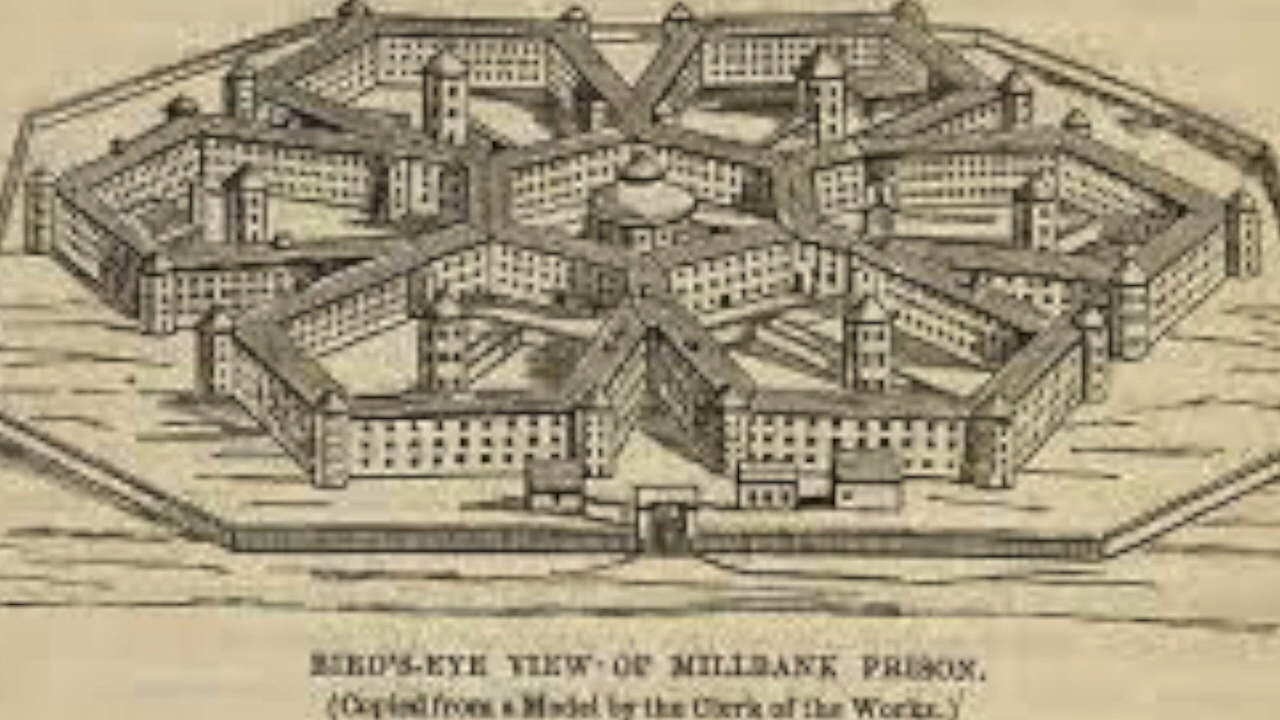 BIRD'S-EYE VIEW OF MILLBANK PRISON.
(Copied from a Model by the Clerk of the Works.)